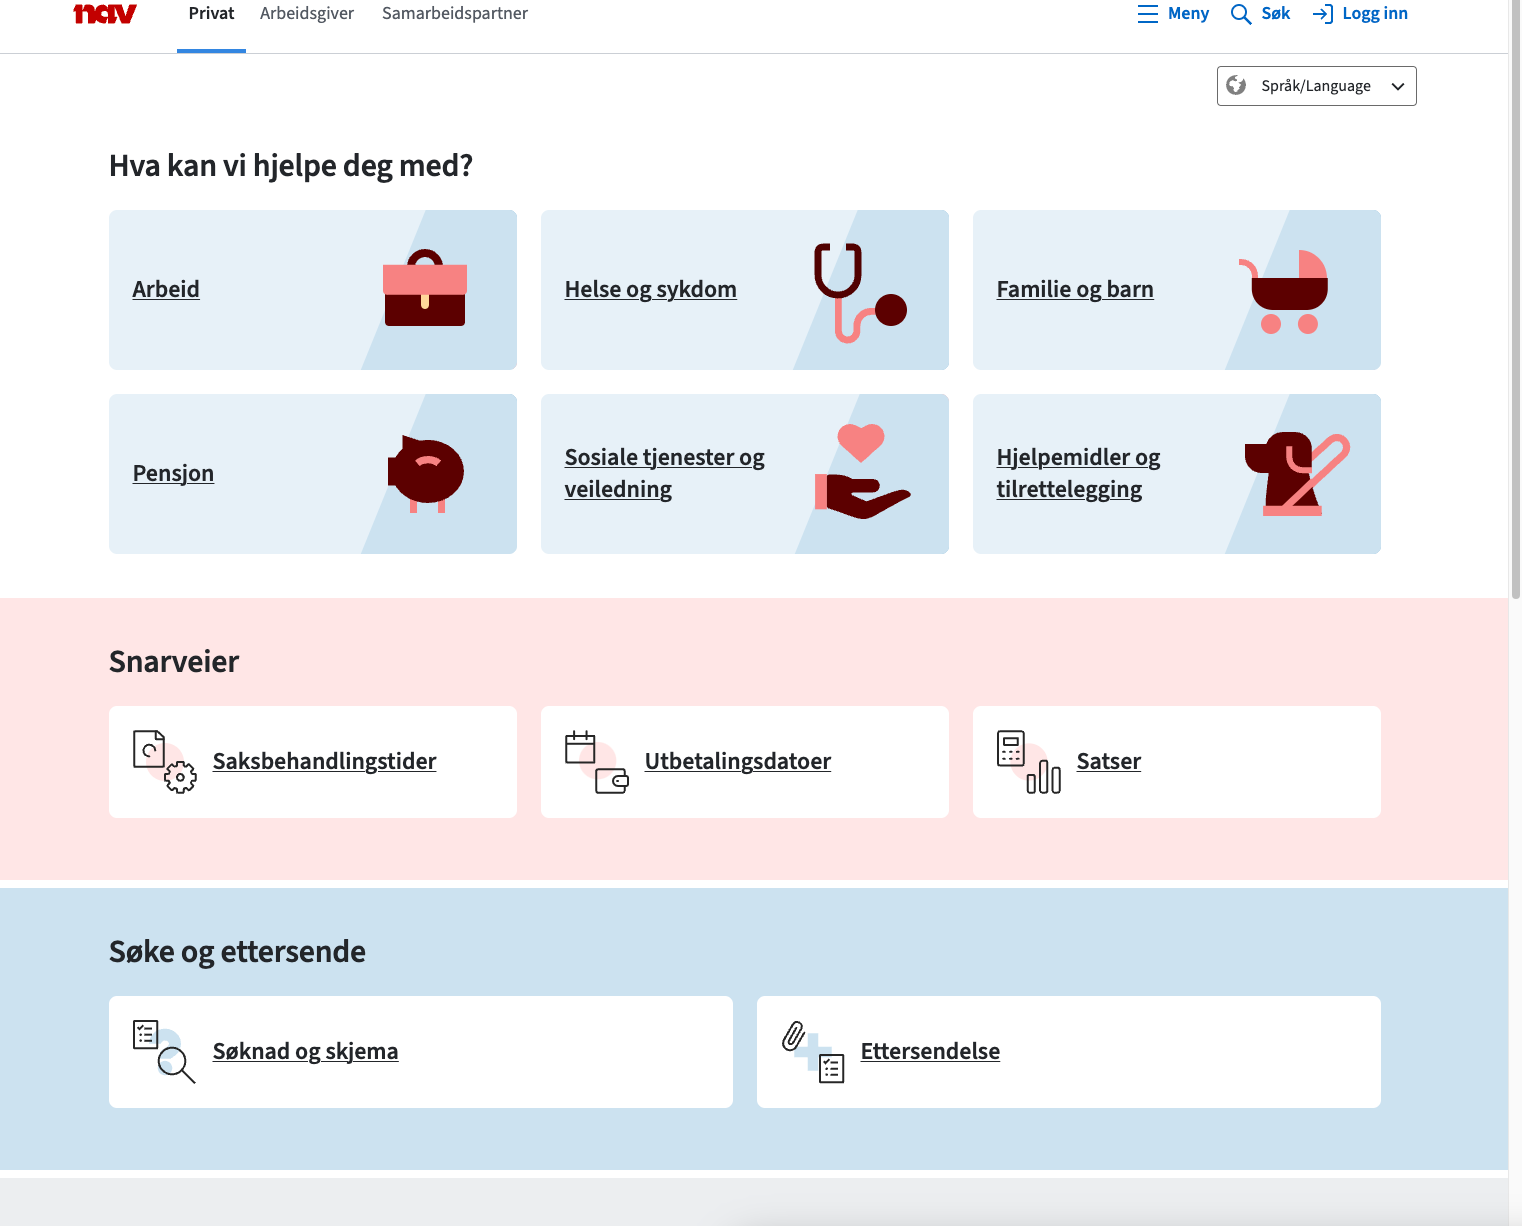 nav
Privat
Arbeidsgiver
Samarbeidspartner
Meny
Søk
Logg inn
Språk/Language
Hva kan vi hjelpe deg med?
Arbeid
Helse og sykdom
Familie og barn
Pensjon
Sosiale tjenester og
veiledning
Hjelpemidler og
tilrettelegging
Snarveier
Saksbehandlingstider
Utbetalingsdatoer
Satser
Søke og ettersende
Søknad og skjema
Ettersendelse